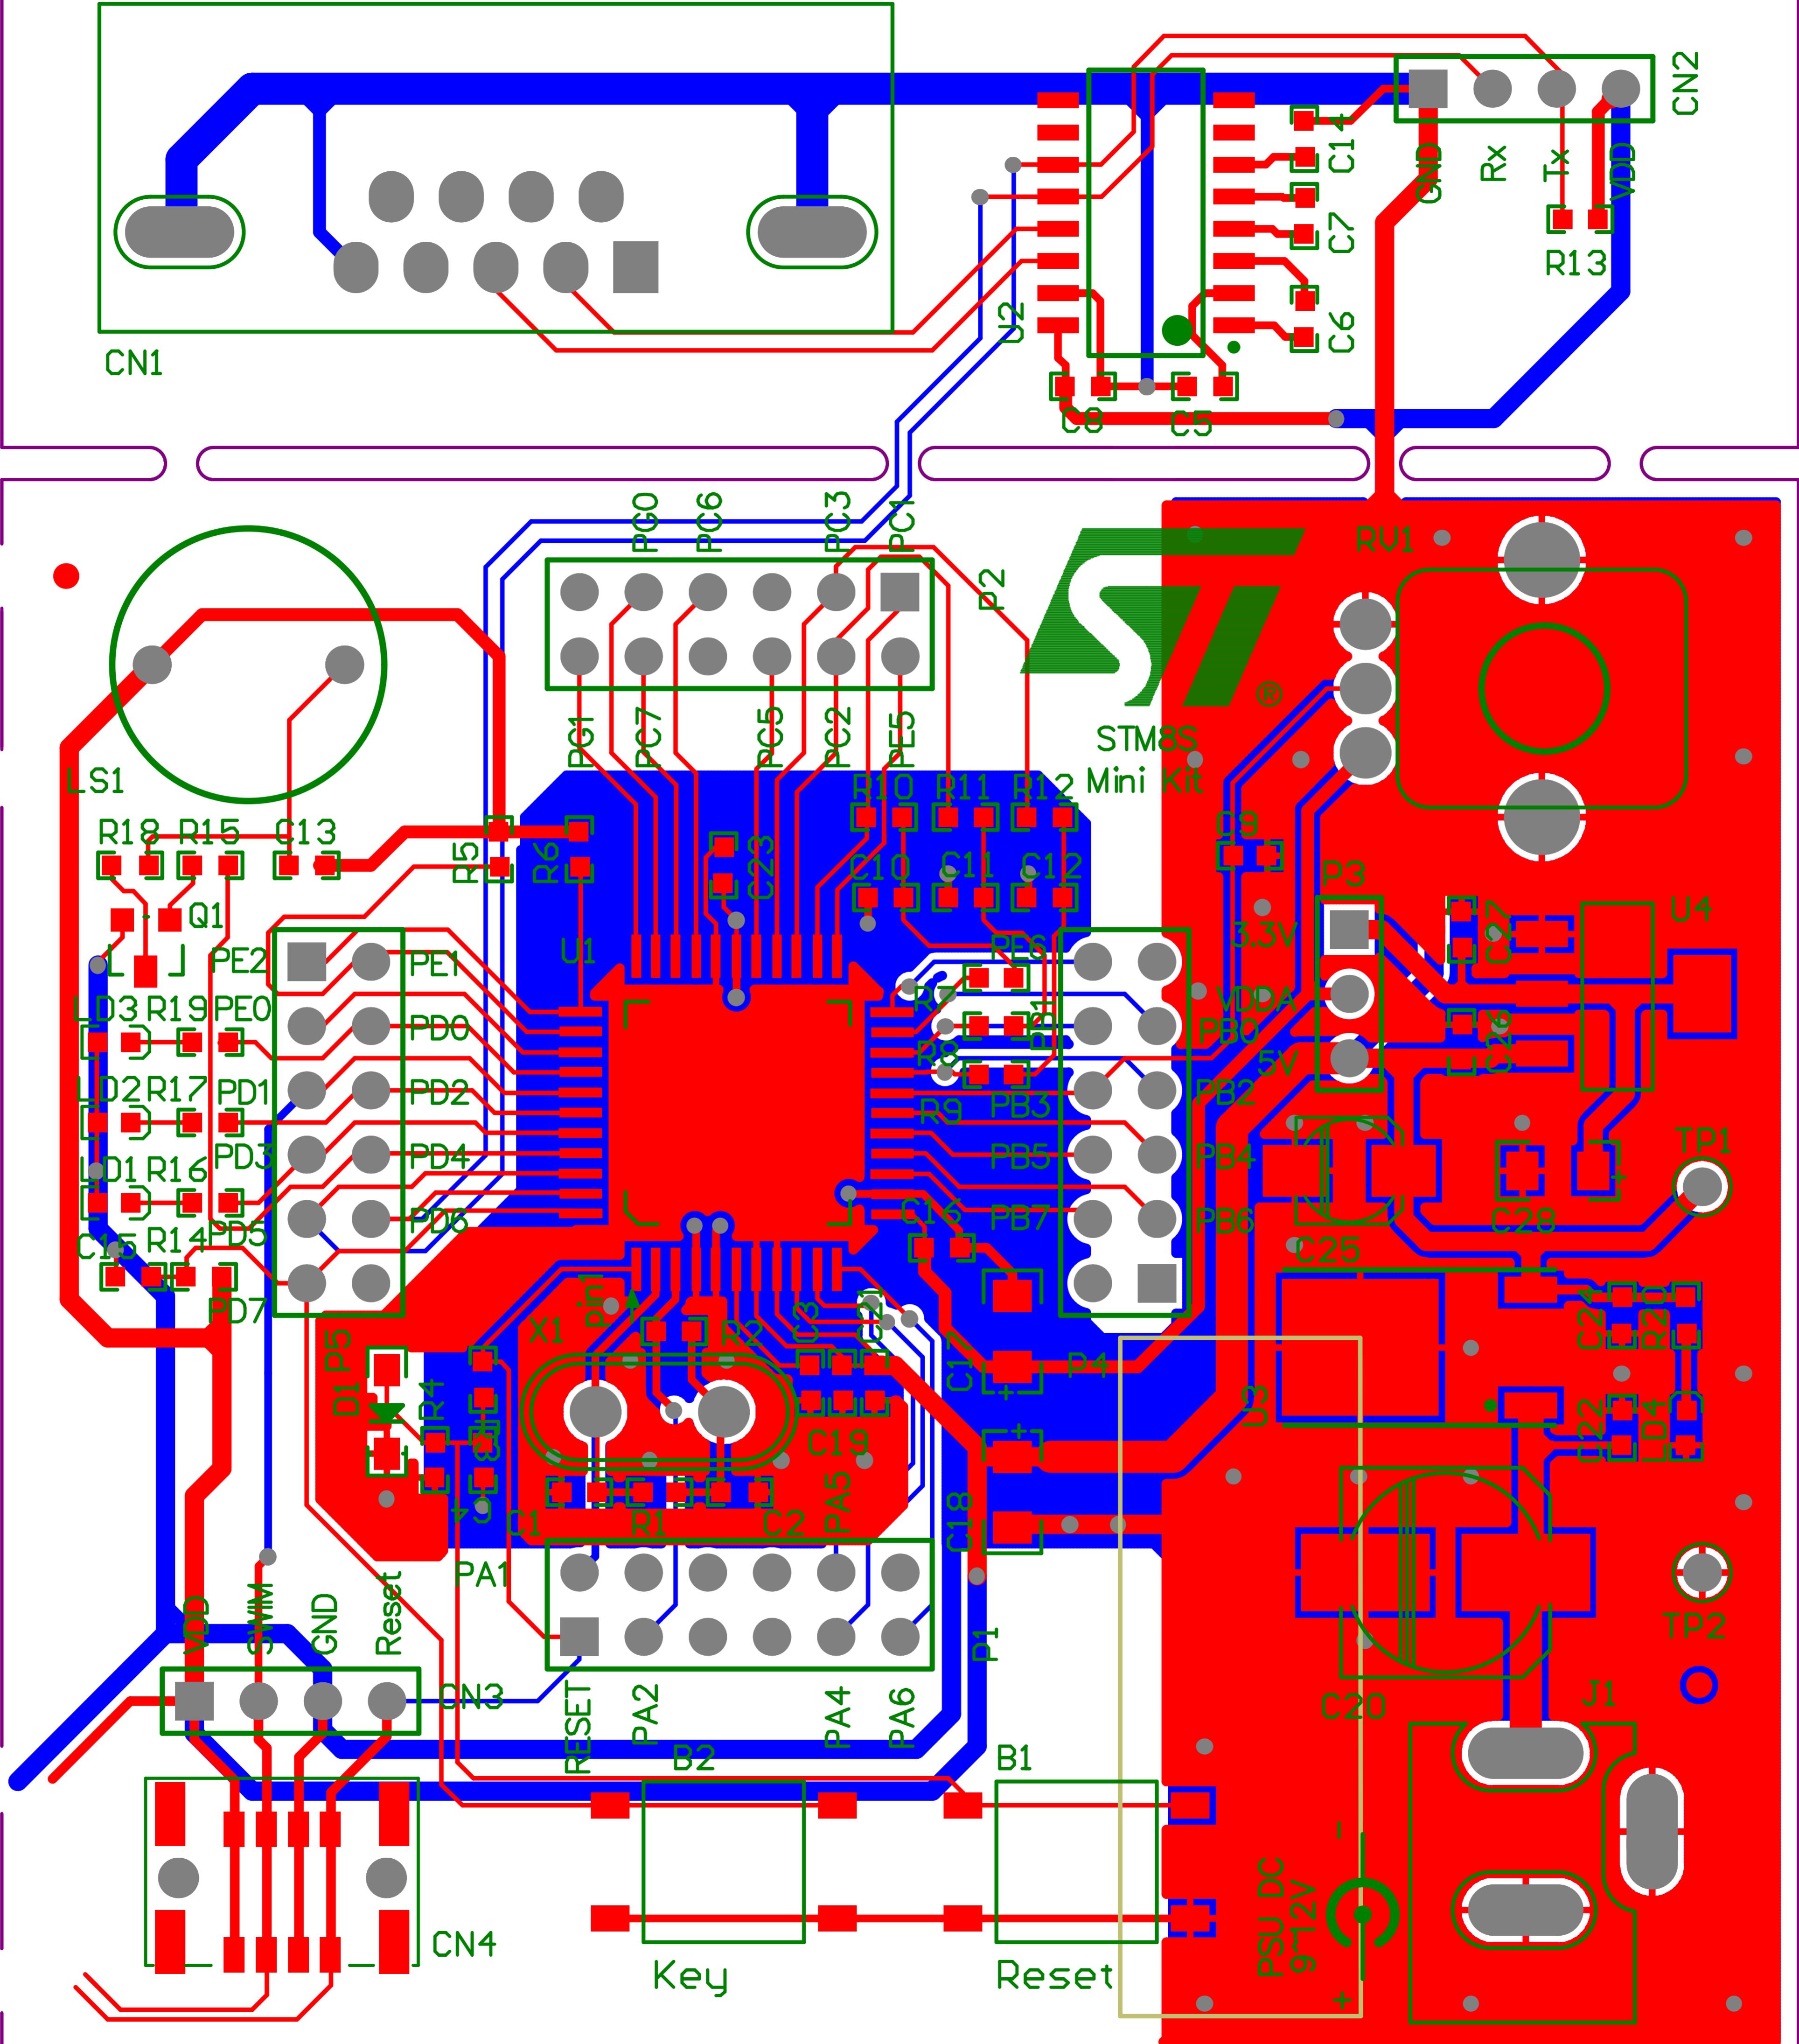 CN2
C14
GND
Rx
Tx
VDD
C7
R13
U2
C6
CN1
C8
C5
PG0
PC6
PC3
PC1
RV1
P2
®
PG1
PC7
PC5
PC2
PE5
STM8S
Mini Kit
LS1
R10
R11
R12
C9
R18
R15
C13
R5
R6
C23
C10
C11
C12
P3
Q1
U1
U4
3.3V
C27
PE2
PE1
PE6
LD3
R19
PE0
PD0
R7
PB1
VDDA
PB0
R8
5V
C26
LD2
R17
PD1
PD2
PB3
PB2
R9
TP1
LD1
R16
PD3
PD4
PB5
PB4
+
C16
PB7
PB6
C28
C15
R14
PD5
PD6
C25
PD7
Pin1
X1
R2
C3
C21
C24
R20
P5
C17
P4
+
D1
R4
U3
+
C19
C22
LD4
R3
C4
C1
R1
C2
PA5
C18
PA1
VDD
SWIM
GND
Reset
P1
TP2
CN3
RESET
PA2
PA4
PA6
C20
J1
B2
B1
-
PSU DC
9~12V
CN4
Key
Reset
+